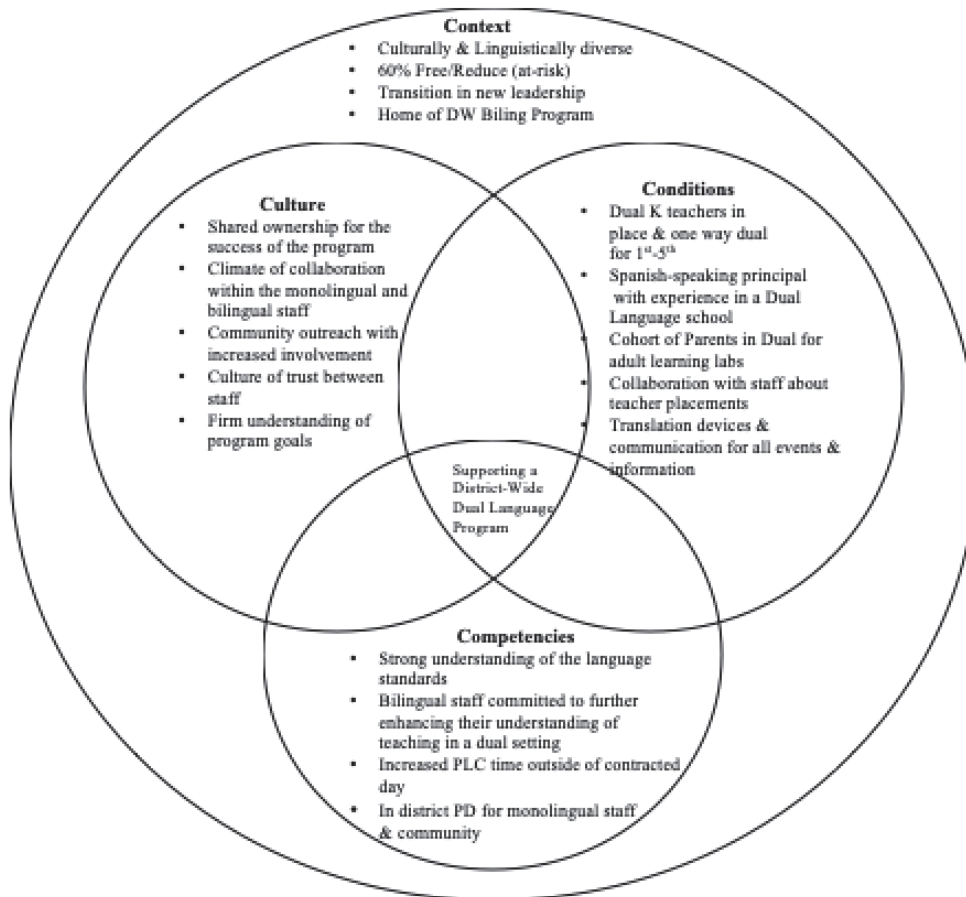 Context
• Culturally & Linguistically diverse
• 60% Free/Reduce (at-risk)
• Transition in new leadership
• Home of DW Biling Program
Culture
• Shared ownership for the
success of the program
• Climate of collaboration
within the monolingual and
bilingual staff
• Community outreach with
increased involvement
• Culture of trust between
staff
• Firm understanding of
program goals
Conditions
• Dual K teachers in
place & one way dual
for 1st-5th
• Spanish-speaking principal
with experience in a Dual
Language school
• Cohort of Parents in Dual for
adult learning labs
• Collaboration with staff about
teacher placements
• Translation devices &
communication for all events &
information
Supporting a
District-Wide
Dual Language
Program
Competencies
• Strong understanding of the language
standards
• Bilingual staff committed to further
enhancing their understanding of
teaching in a dual setting
• Increased PLC time outside of contracted
day
• In district PD for monolingual staff
& community